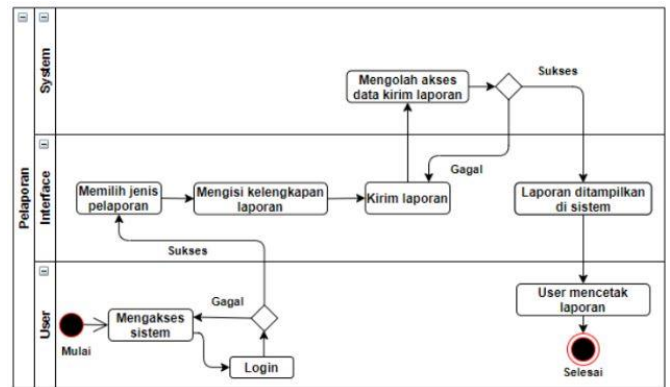 Pelaporan
System
Mengolah akses
data kirim laporan
Sukses
Gagal
Interface
Memilih jenis
pelaporan
Mengisi kelengkapan
laporan
Kirim laporan
Laporan ditampilkan
di sistem
Sukses
User
Mulai
Mengakses
sistem
Gagal
Login
User mencetak
laporan
Selesai